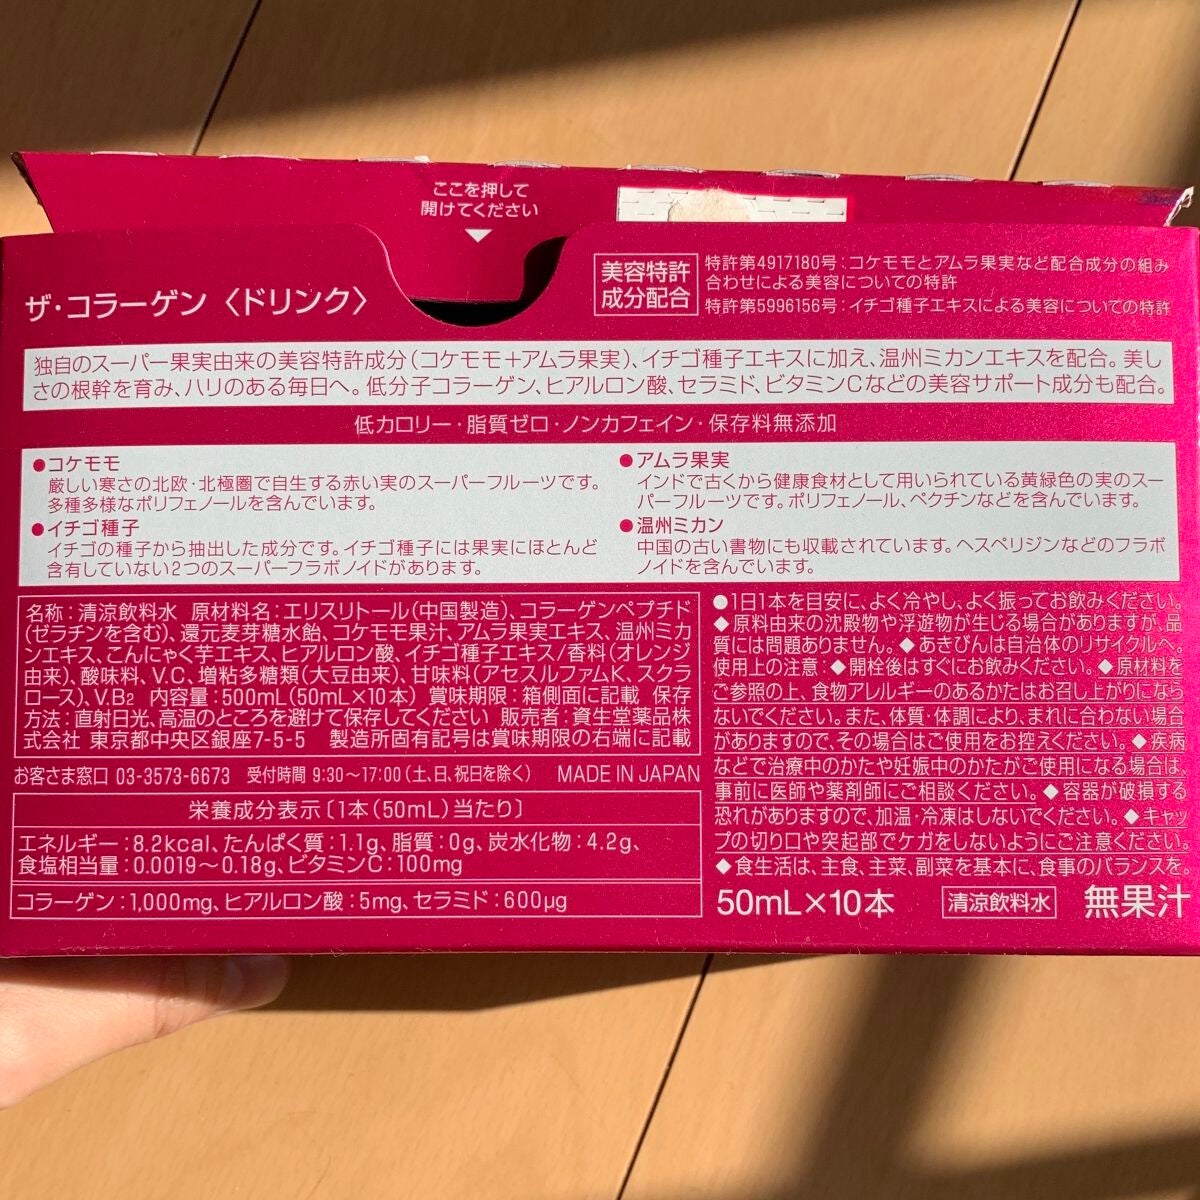 ここを押して
開けてください
ザ・コラーゲン〈ドリンク〉
美容特許
成分配合
特許第4917180号：コケモモとアムラ果実など配合成分の組み
合わせによる美容についての特許
特許第5996156号：イチゴ種子エキスによる美容についての特許
独自のスーパー果実由来の美容特許成分（コケモモ＋アムラ果実）、イチゴ種子エキスに加え、温州ミカンエキスを配合。美し
さの根幹を育み、ハリのある毎日へ。低分子コラーゲン、ヒアルロン酸、セラミド、ビタミンCなどの美容サポート成分も配合。
低カロリー・脂質ゼロ・ノンカフェイン・保存料無添加
●コケモモ
厳しい寒さの北欧・北極圏で自生する赤い実のスーパーフルーツです。
多種多様なポリフェノールを含んでいます。
●イチゴ種子
イチゴの種子から抽出した成分です。イチゴ種子には果実にほとんど
含有していない2つのスーパーフラボノイドがあります。
●アムラ果実
インドで古くから健康食材として用いられている黄緑色の実のスー
パーフルーツです。ポリフェノール、ペクチンなどを含んでいます。
●温州ミカン
中国の古い書物にも収載されています。ヘスペリジンなどのフラボ
ノイドを含んでいます。
名称：清涼飲料水 原材料名：エリスリトール（中国製造）、コラーゲンペプチド
（ゼラチンを含む）、還元麦芽糖水飴、コケモモ果汁、アムラ果実エキス、温州ミカ
ンエキス、こんにゃく芋エキス、ヒアルロン酸、イチゴ種子エキス/香料（オレンジ
由来）、酸味料、V.C、増粘多糖類（大豆由来）、甘味料（アセスルファムK、スクラ
ロース）、V.B2 内容量：500mL（50mL×10本） 賞味期限：箱側面に記載 保存
方法：直射日光、高温のところを避けて保存してください 販売者：資生堂薬品株
式会社 東京都中央区銀座7-5-5 製造所固有記号は賞味期限の右端に記載
お客さま窓口 03-3573-6673 受付時間 9:30〜17:00（土、日、祝日を除く） MADE IN JAPAN
栄養成分表示〔1本（50mL）当たり〕
エネルギー：8.2kcal、たんぱく質：1.1g、脂質：0g、炭水化物：4.2g、
食塩相当量：0.0019〜0.18g、ビタミンC：100mg
コラーゲン：1,000mg、ヒアルロン酸：5mg、セラミド：600μg
●1日1本を目安に、よく冷やし、よく振ってお飲みください。
◆原料由来の沈殿物や浮遊物が生じる場合がありますが、品
質には問題ありません。◆あきびんは自治体のリサイクルへ。
使用上の注意：◆開栓後はすぐにお飲みください。◆原材料を
ご参照の上、食物アレルギーのあるかたはお召し上がりになら
ないでください。また、体質・体調により、まれに合わない場合
がありますので、その場合はご使用をお控えください。◆疾病
などで治療中のかたや妊娠中のかたがご使用になる場合は、
事前に医師や薬剤師にご相談ください。◆容器が破損する
恐れがありますので、加温・冷凍はしないでください。◆キャッ
プの切り口や突起部でケガをしないようにご注意ください。
◆食生活は、主食、主菜、副菜を基本に、食事のバランスを。
50mL×10本 清涼飲料水 無果汁